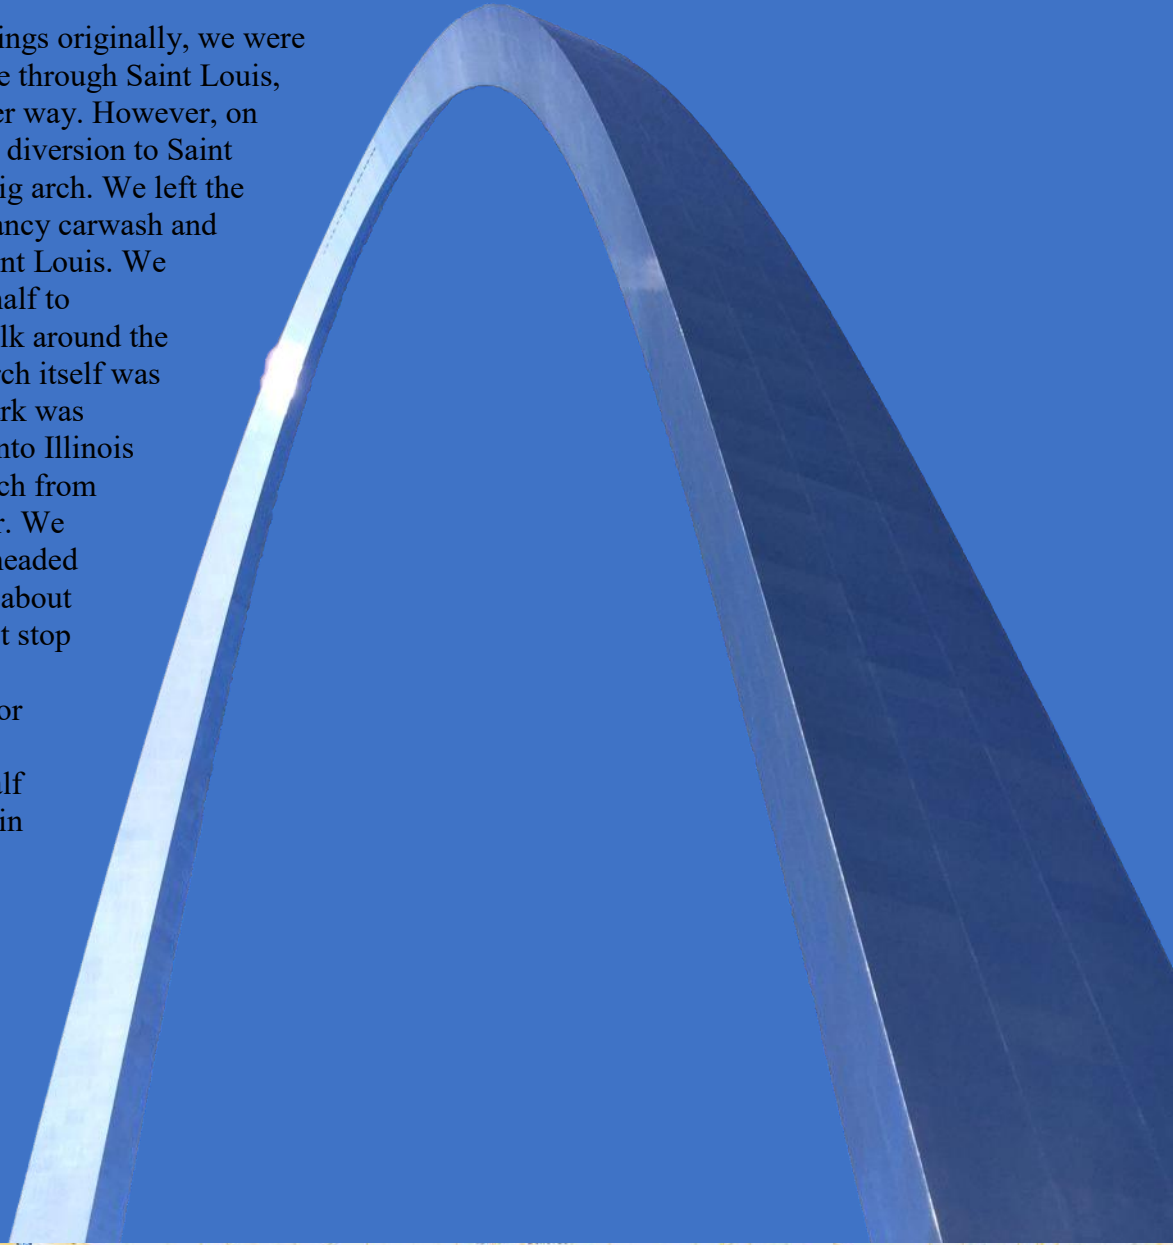 ings originally, we were
e through Saint Louis,
er way. However, on
diversion to Saint
ig arch. We left the
ancy carwash and
nt Louis. We
half to
lk around the
rch itself was
rk was
nto Illinois
ch from
r. We
headed
about
t stop
or
alf
in